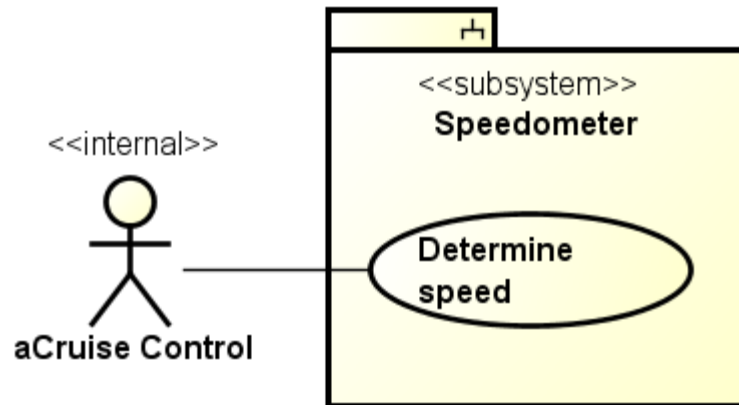 <<subsystem>>
Speedometer
<<internal>>
Determine
speed
aCruise Control